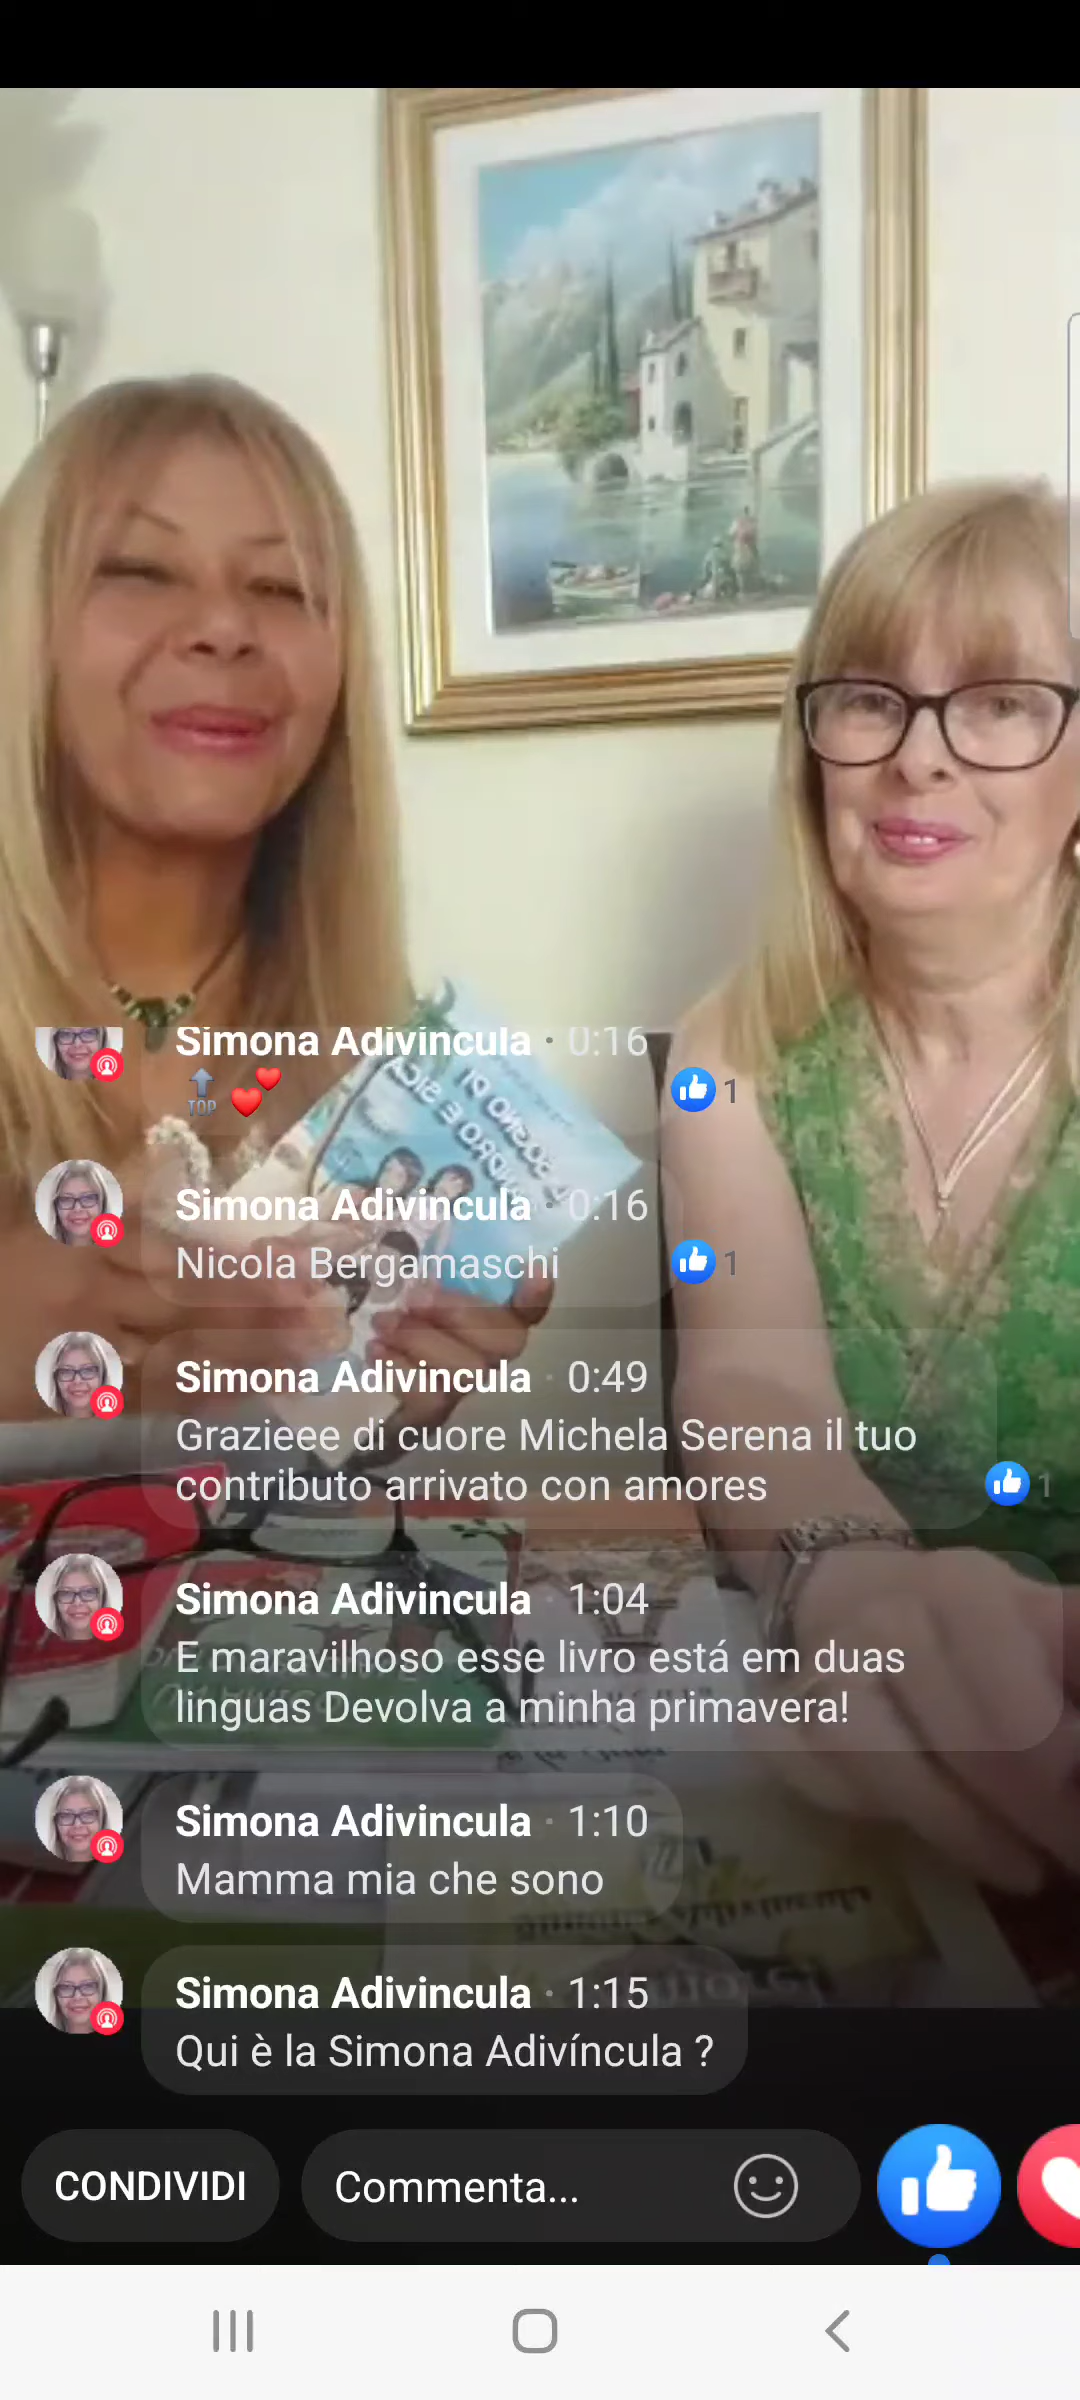 Simona Adivincula · 0:16
TOP
1
Simona Adivincula · 0:16
Nicola Bergamaschi
1
Simona Adivincula · 0:49
Grazieee di cuore Michela Serena il tuo
contributo arrivato con amores
1
Simona Adivincula · 1:04
E maravilhoso esse livro está em duas
linguas Devolva a minha primavera!
Simona Adivincula · 1:10
Mamma mia che sono
Simona Adivincula · 1:15
Qui è la Simona Adivíncula ?
CONDIVIDI
Commenta...